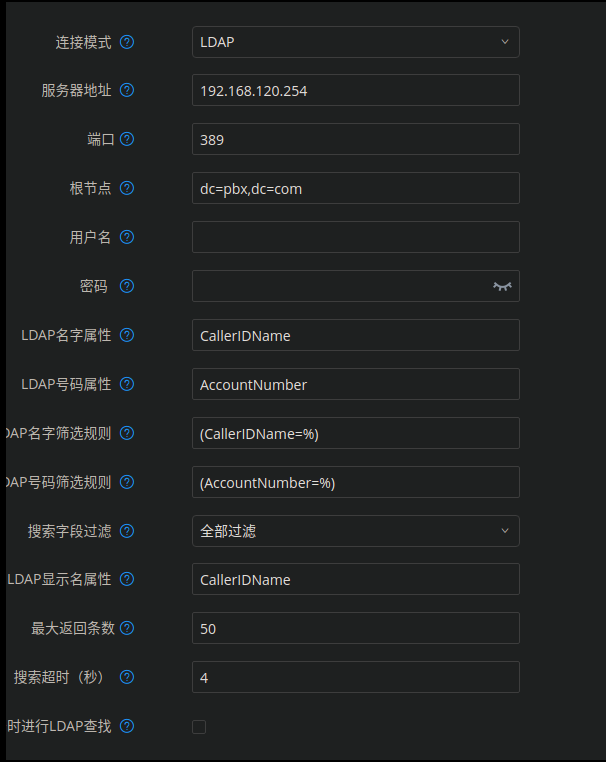 连接模式 LDAP
服务器地址 192.168.120.254
端口 389
根节点 dc=pbx,dc=com
用户名
密码
LDAP名字属性 CallerIDName
LDAP号码属性 AccountNumber
DAP名字筛选规则 (CallerIDName=%)
DAP号码筛选规则 (AccountNumber=%)
搜索字段过滤 全部过滤
LDAP显示名属性 CallerIDName
最大返回条数 50
搜索超时（秒） 4
时进行LDAP查找